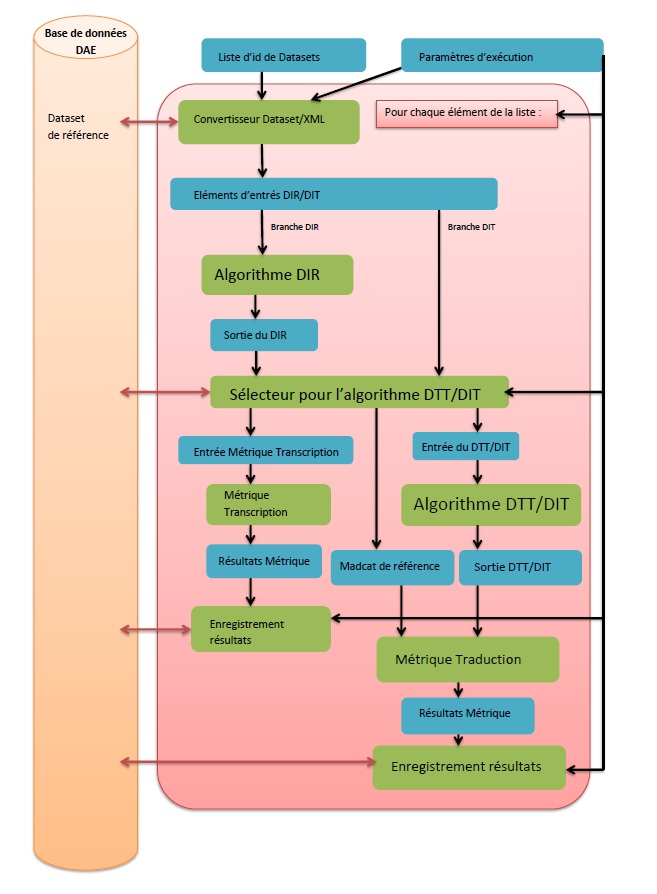 Base de données
DAE
Liste d'id de Datasets
Paramètres d'exécution
Dataset
de référence
Convertisseur Dataset/XML
Pour chaque élément de la liste :
Eléments d'entrés DIR/DIT
Branche DIR
Branche DIT
Algorithme DIR
Sortie du DIR
Sélecteur pour l'algorithme DTT/DIT
Entrée Métrique Transcription
Entrée du DTT/DIT
Métrique
Transcription
Algorithme DTT/DIT
Résultats Métrique
Madcat de référence
Sortie DTT/DIT
Enregistrement
résultats
Métrique Traduction
Résultats Métrique
Enregistrement résultats